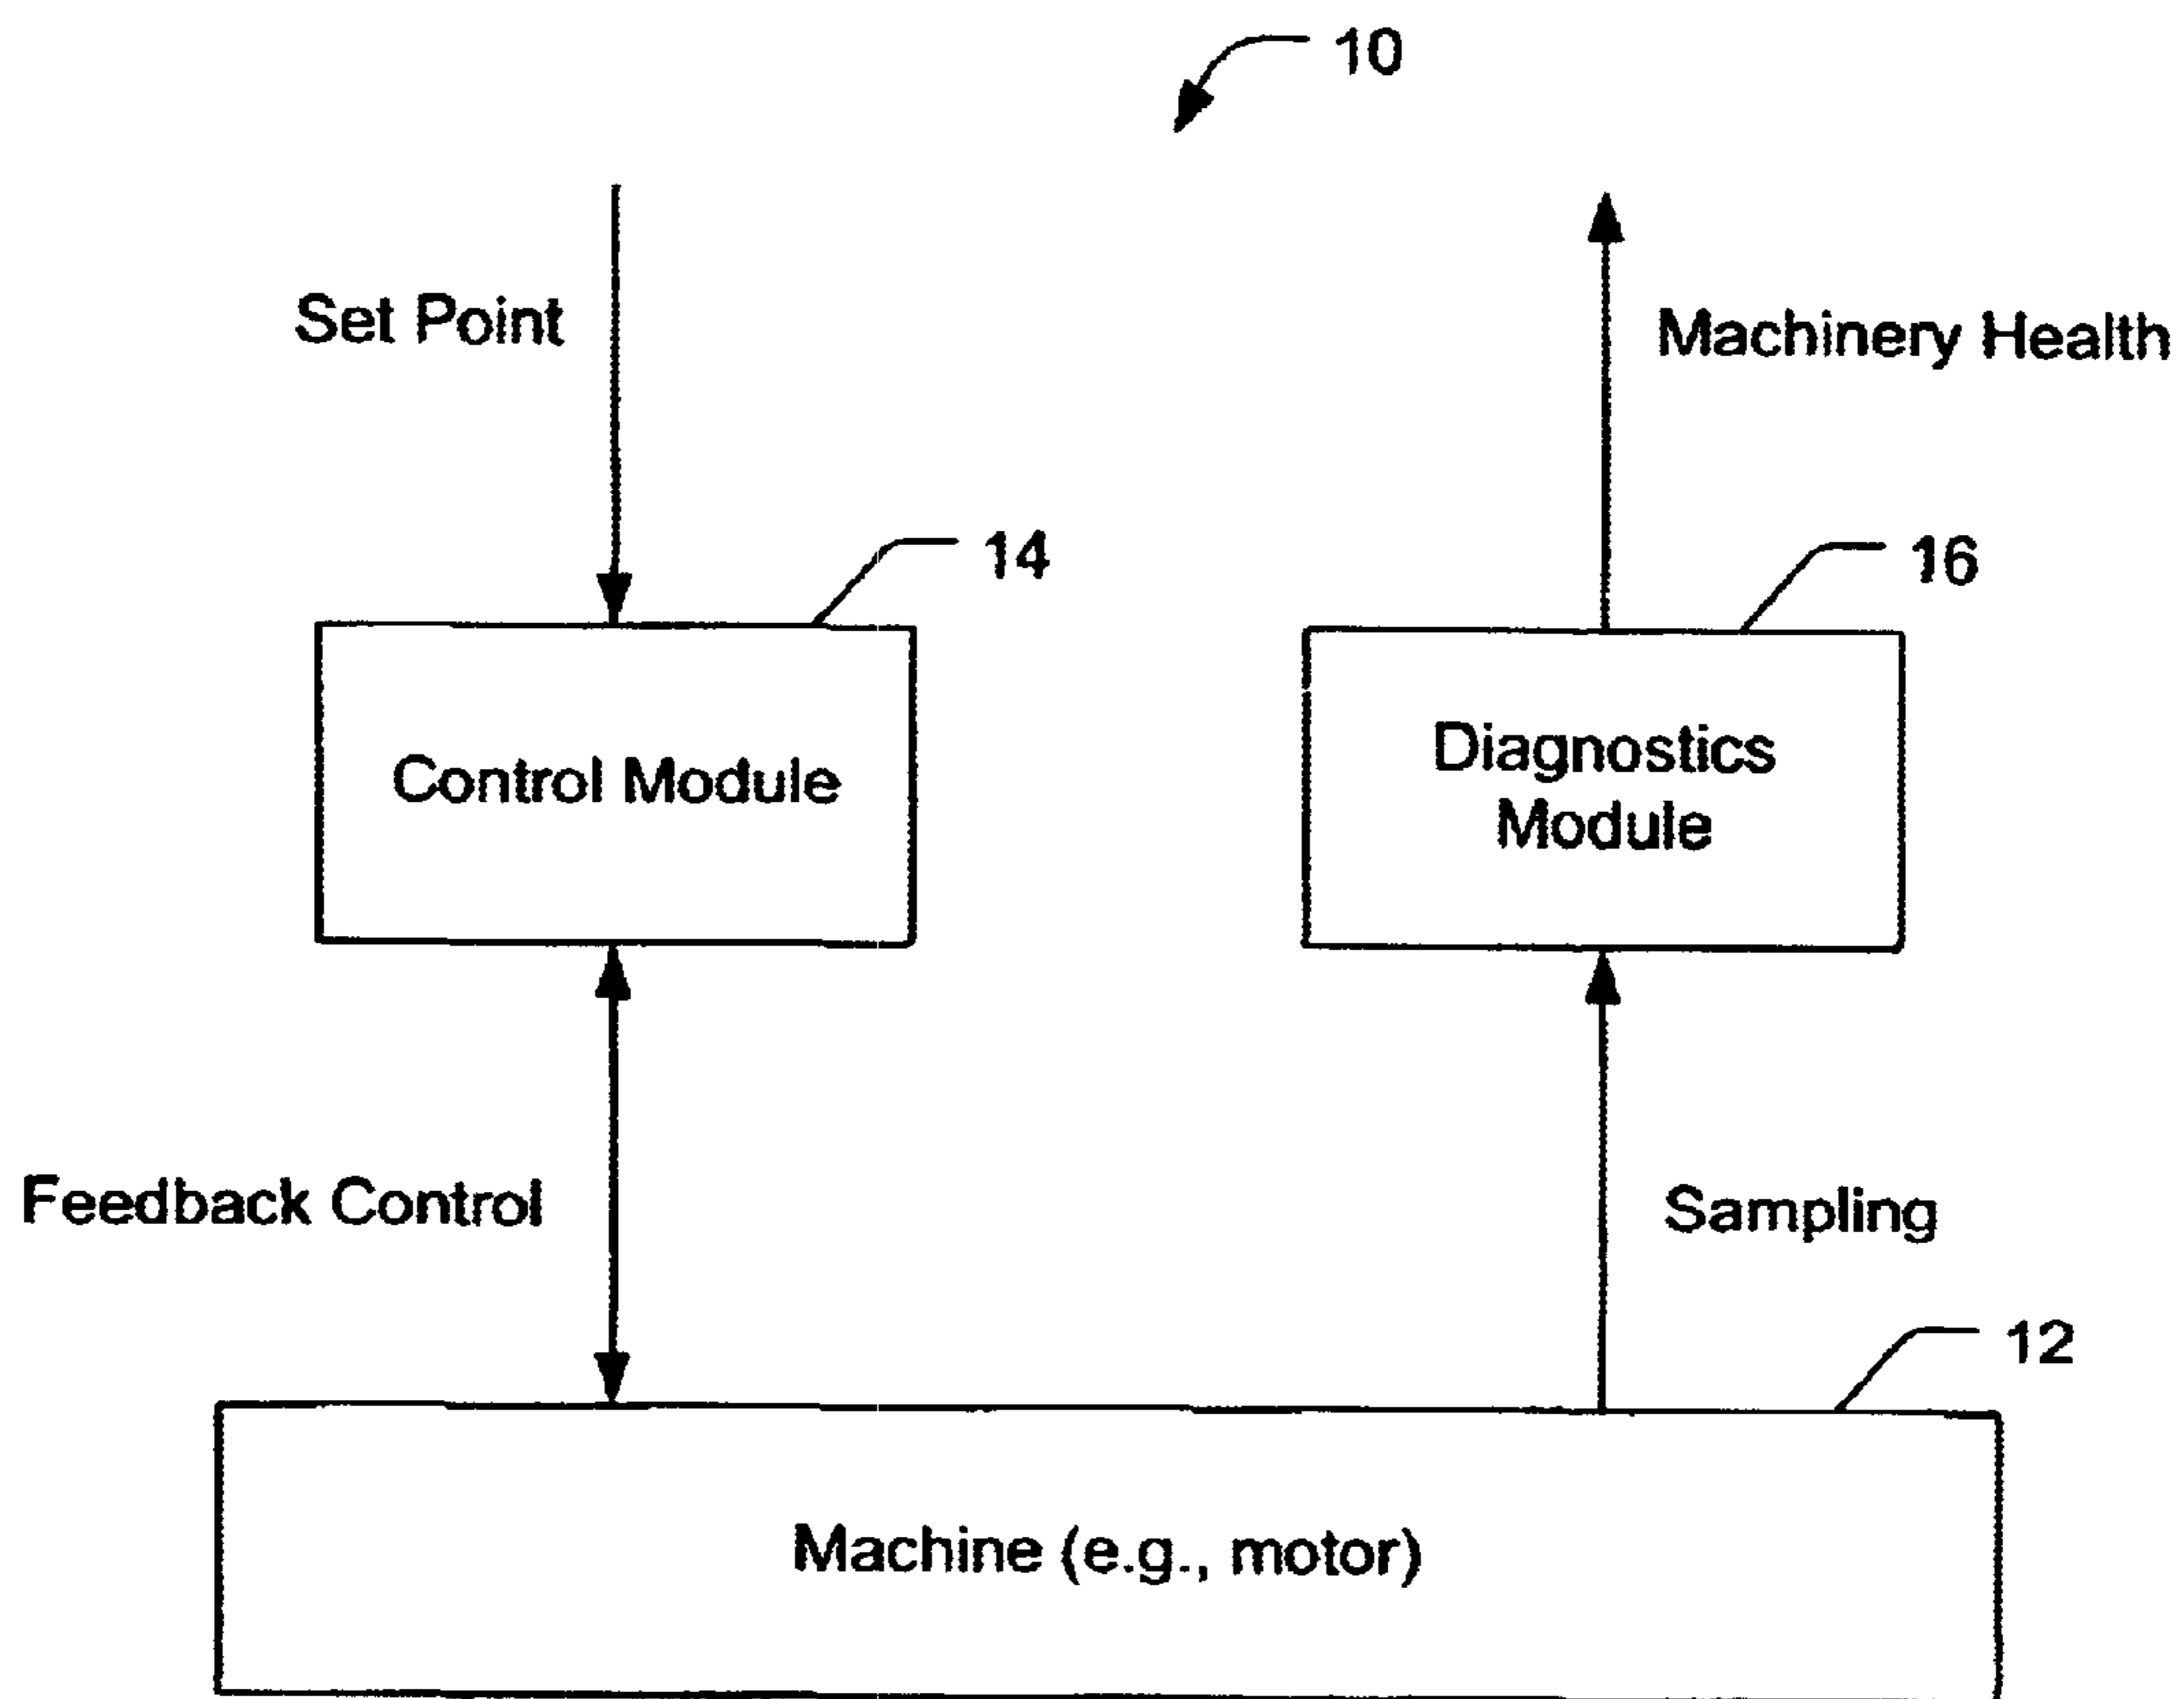 10
Set Point
Machinery Health
14
16
Control Module
Diagnostics
Module
Feedback Control
Sampling
12
Machine (e.g., motor)